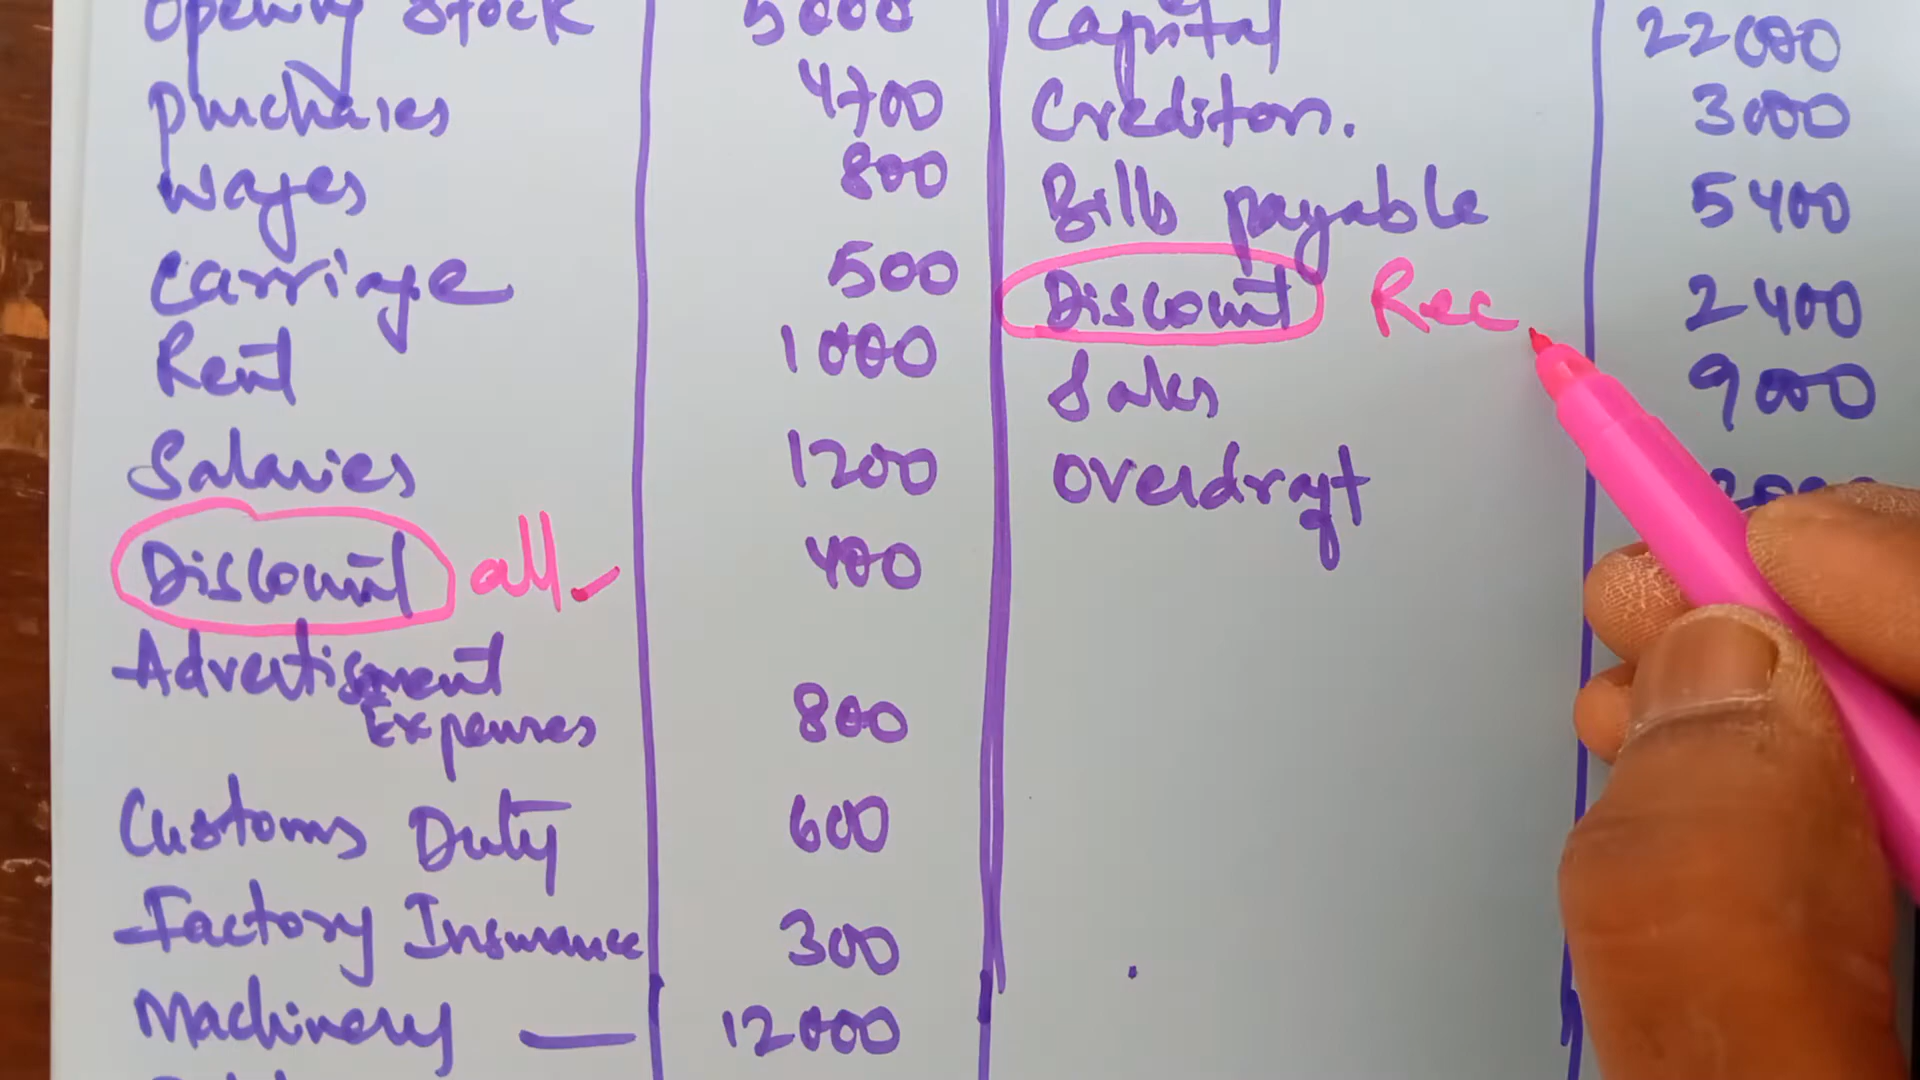 Opening Stock 5000 Capital 22000
purchases 4700 Creditors. 3000
Wages 800 Bills payable 5400
Carriage 500 Discount Rec 2400
Rent 1000 Sales 9000
Salaries 1200 Overdraft
Discount all 400
Advertisment
Expenses 800
Customs Duty 600
Factory Insurance 300
Machinery — 12000